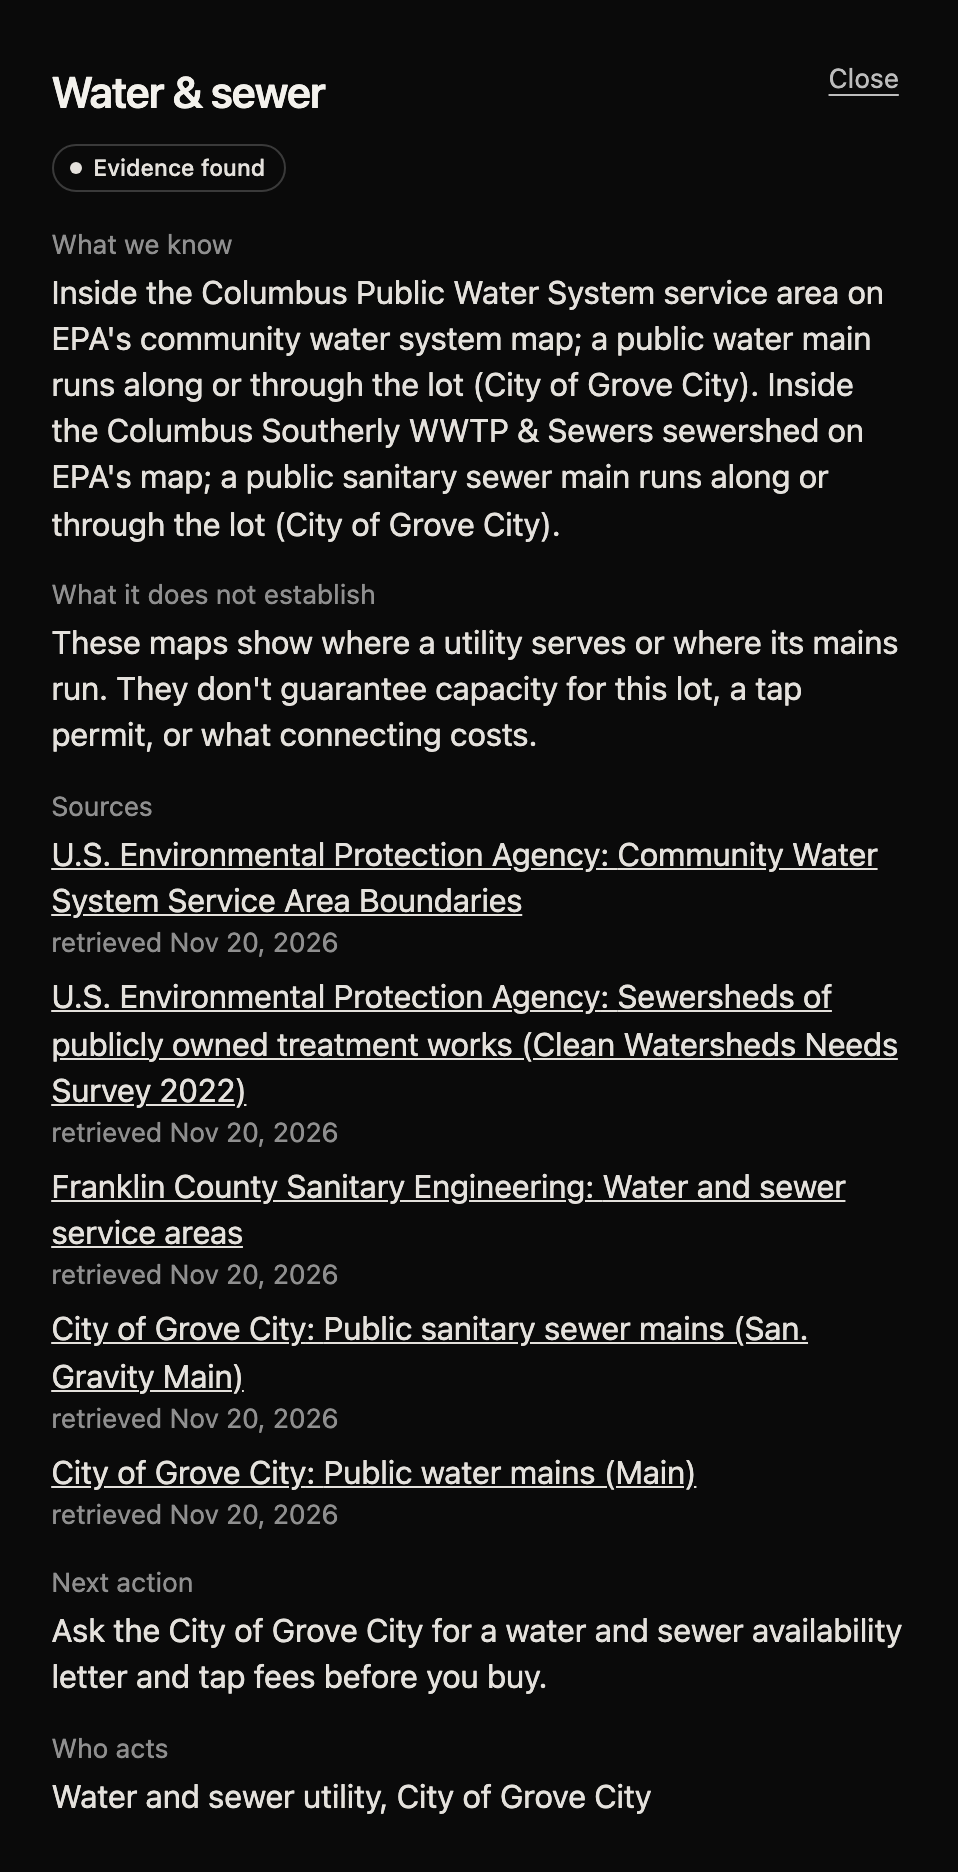 Water & sewer
Close
Evidence found
What we know
Inside the Columbus Public Water System service area on
EPA's community water system map; a public water main
runs along or through the lot (City of Grove City). Inside
the Columbus Southerly WWTP & Sewers sewershed on
EPA's map; a public sanitary sewer main runs along or
through the lot (City of Grove City).
What it does not establish
These maps show where a utility serves or where its mains
run. They don't guarantee capacity for this lot, a tap
permit, or what connecting costs.
Sources
U.S. Environmental Protection Agency: Community Water
System Service Area Boundaries
retrieved Nov 20, 2026
U.S. Environmental Protection Agency: Sewersheds of
publicly owned treatment works (Clean Watersheds Needs
Survey 2022)
retrieved Nov 20, 2026
Franklin County Sanitary Engineering: Water and sewer
service areas
retrieved Nov 20, 2026
City of Grove City: Public sanitary sewer mains (San.
Gravity Main)
retrieved Nov 20, 2026
City of Grove City: Public water mains (Main)
retrieved Nov 20, 2026
Next action
Ask the City of Grove City for a water and sewer availability
letter and tap fees before you buy.
Who acts
Water and sewer utility, City of Grove City